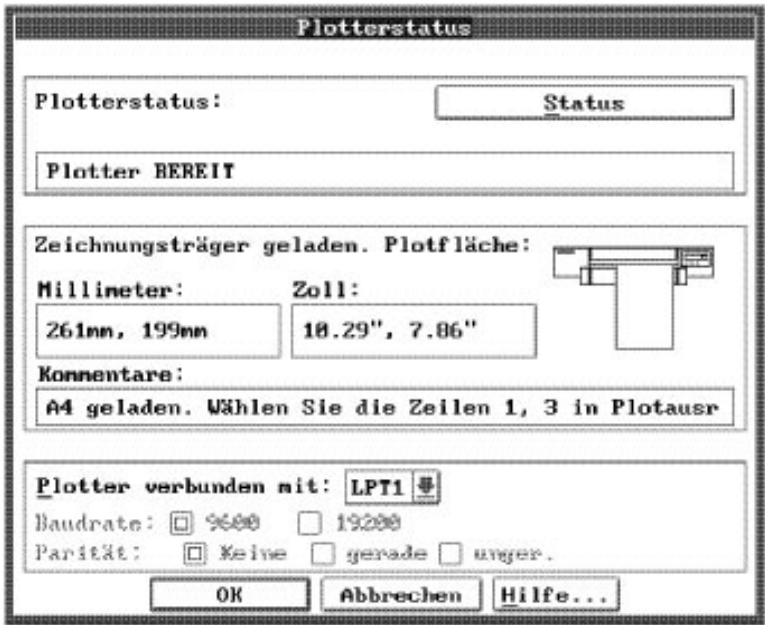 Plotterstatus
Plotterstatus: Status
Plotter BEREIT
Zeichnungsträger geladen. Plotfläche:
Millimeter: Zoll:
261mm, 199mm 10.29", 7.86"
Kommentare:
A4 geladen. Wählen Sie die Zeilen 1, 3 in Plotausr
Plotter verbunden mit: LPT1
Baudrate: 9600 19200
Parität: Keine gerade unger.
OK Abbrechen Hilfe...